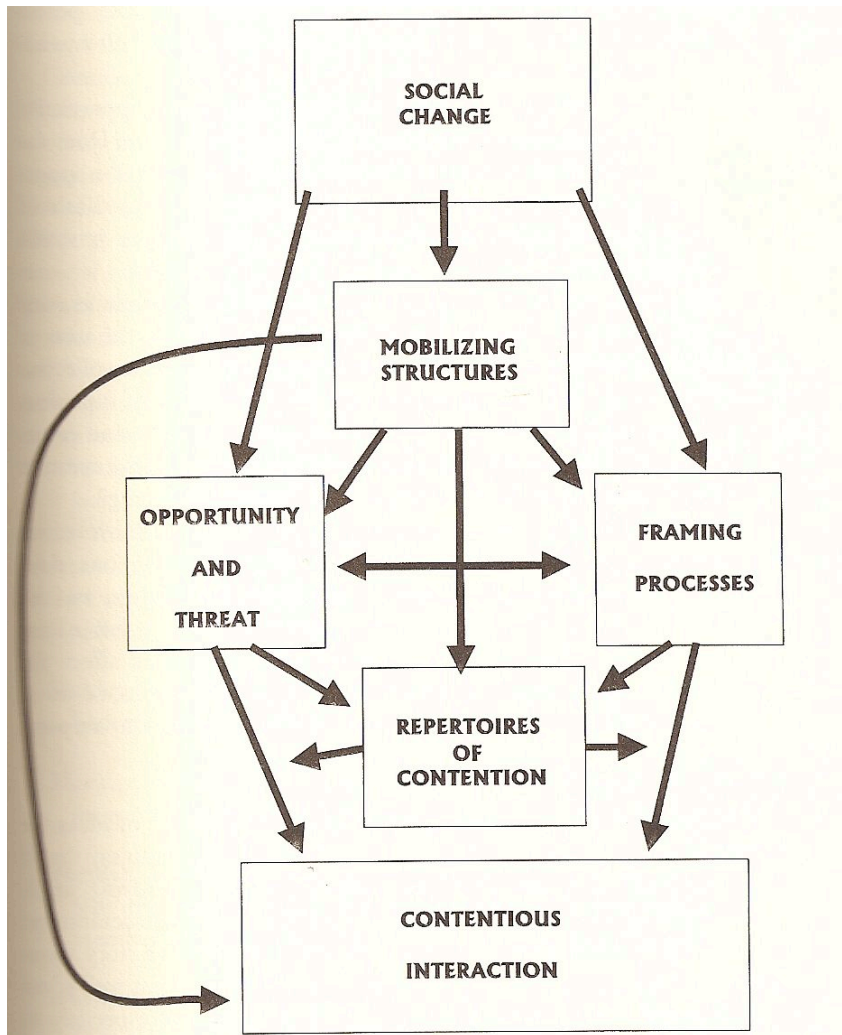 SOCIAL
CHANGE
MOBILIZING
STRUCTURES
OPPORTUNITY
AND
THREAT
FRAMING
PROCESSES
REPERTOIRES
OF
CONTENTION
CONTENTIOUS
INTERACTION